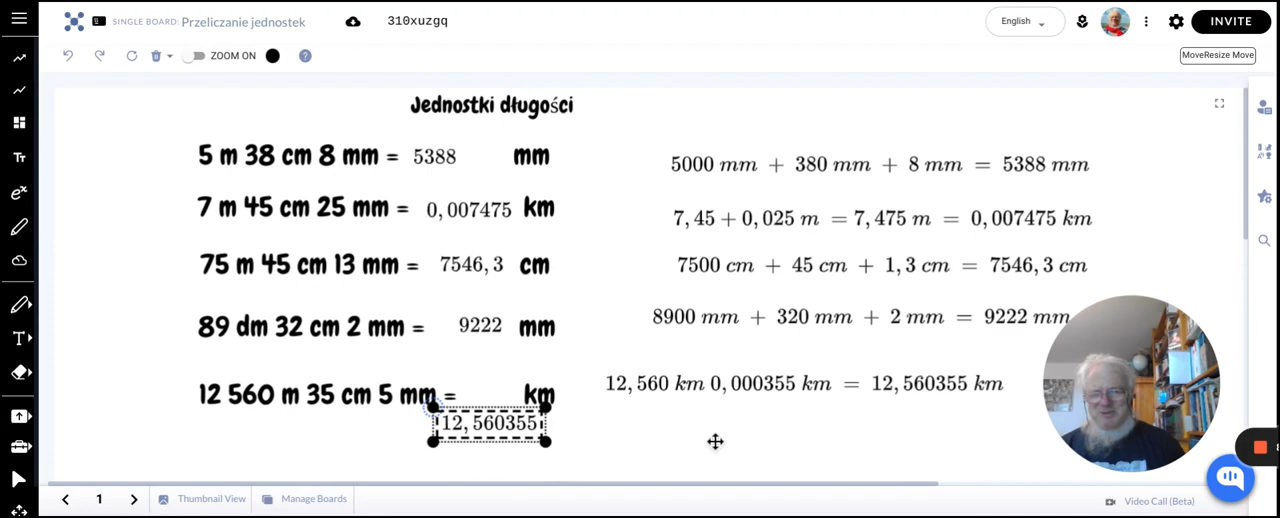 SINGLE BOARD: Przeliczanie jednostek 310xuzgq English INVITE
ZOOM ON ? MoveResize Move
Jednostki długości
5 m 38 cm 8 mm = 5388 mm 5000 mm + 380 mm + 8 mm = 5388 mm
7 m 45 cm 25 mm = 0,007475 km 7,45 + 0,025 m = 7,475 m = 0,007475 km
75 m 45 cm 13 mm = 7546,3 cm 7500 cm + 45 cm + 1,3 cm = 7546,3 cm
89 dm 32 cm 2 mm = 9222 mm 8900 mm + 320 mm + 2 mm = 9222 mm
12 560 m 35 cm 5 mm = km 12,560 km 0,000355 km = 12,560355 km
12,560355
1 Thumbnail View Manage Boards Video Call (Beta)